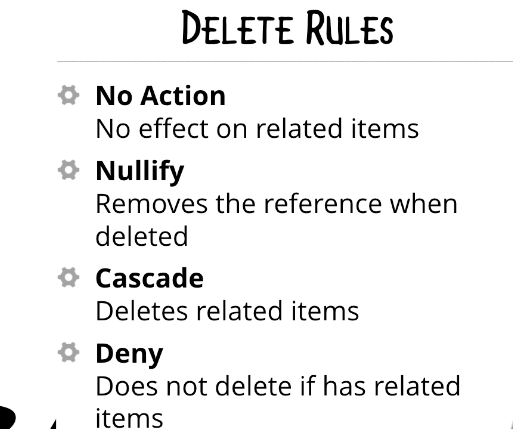 DELETE RULES
No Action
No effect on related items
Nullify
Removes the reference when
deleted
Cascade
Deletes related items
Deny
Does not delete if has related
items